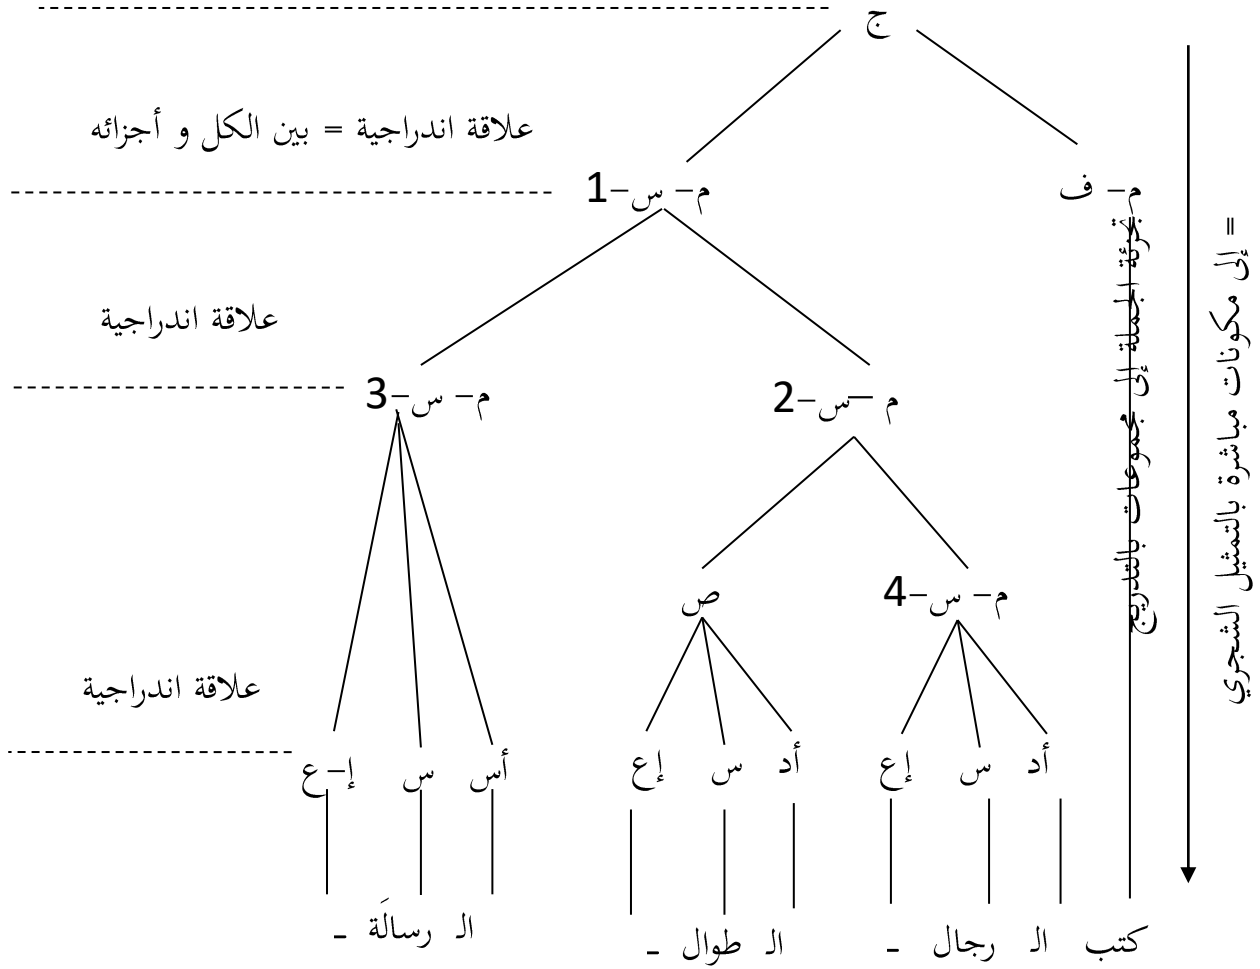 ج
علاقة اندراجية = بين الكل و أجزائه
م- ف
م- س-1
علاقة اندراجية
م -س-2
م- س-3
م- س-4
ص
علاقة اندراجية
أد س إع
أد س إع
أس س إ-ع
كتب الـ رجال ـ
الـ طوال ـ
الـ رسالَة ـ
تجزئة الجملة إلى مجموعات بالتدريج
= إلى مكونات مباشرة بالتمثيل الشجري